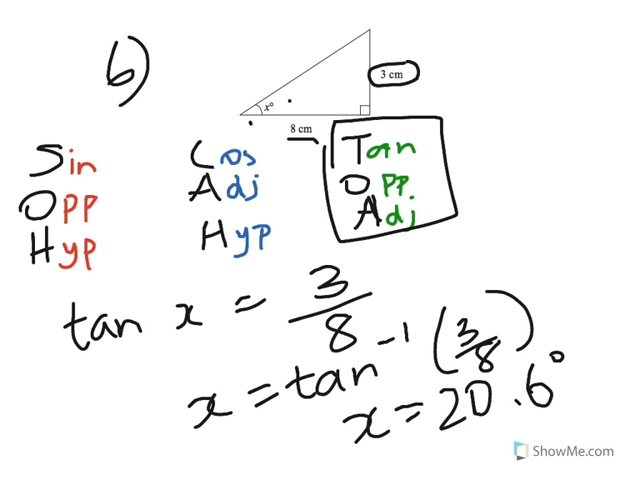 b)
3 cm
x°
8 cm
Sin Cos Tan
Opp Adj Opp.
Hyp Hyp Adj
tan x = 3/8
x = tan -1 (3/8)
x = 20.6°
ShowMe.com